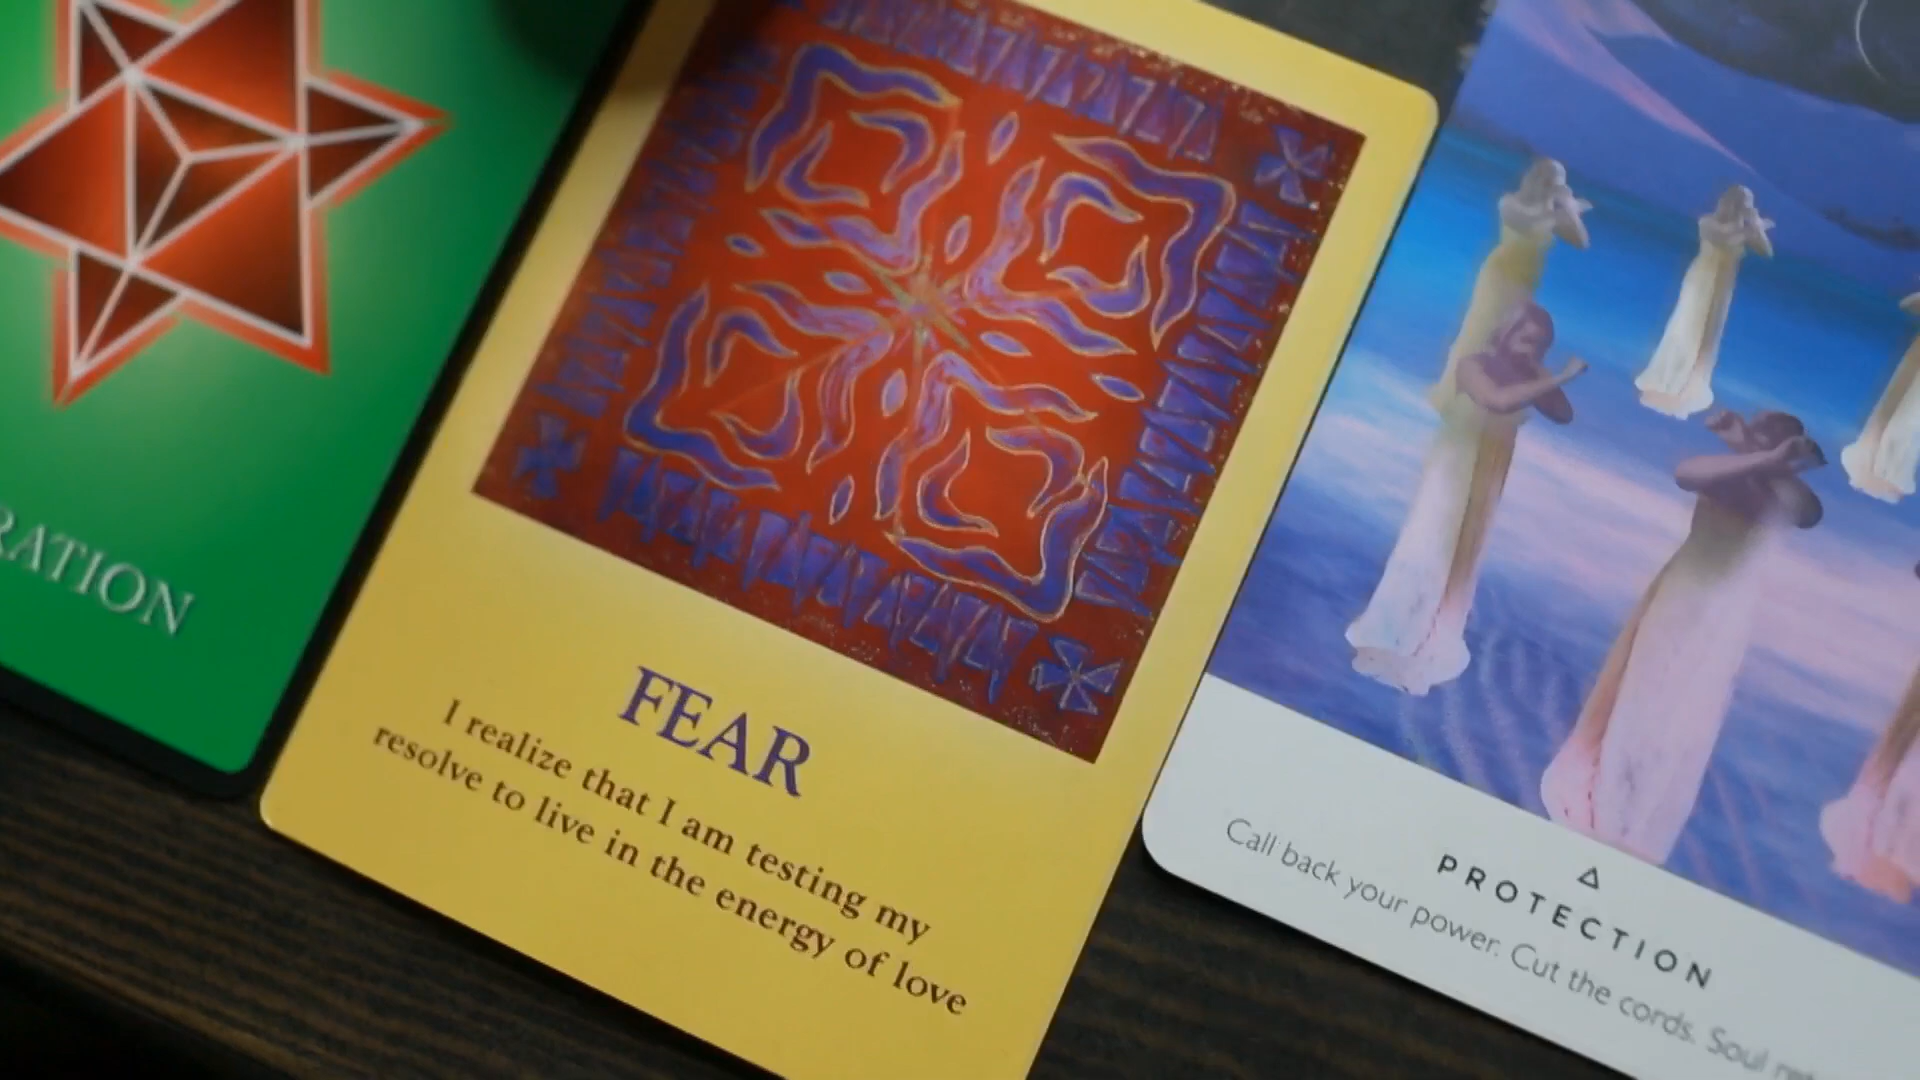 RATION
FEAR
I realize that I am testing my
resolve to live in the energy of love
PROTECTION
Call back your power. Cut the cords. Soul